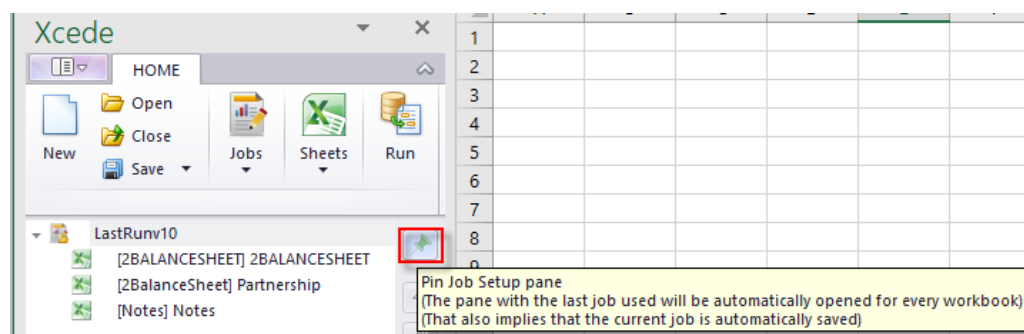 Xcede
HOME
New
Open
Close
Save
Jobs
Sheets
Run
LastRunv10
[2BALANCESHEET] 2BALANCESHEET
[2BalanceSheet] Partnership
[Notes] Notes
1
2
3
4
5
6
7
8
Pin Job Setup pane
(The pane with the last job used will be automatically opened for every workbook)
(That also implies that the current job is automatically saved)